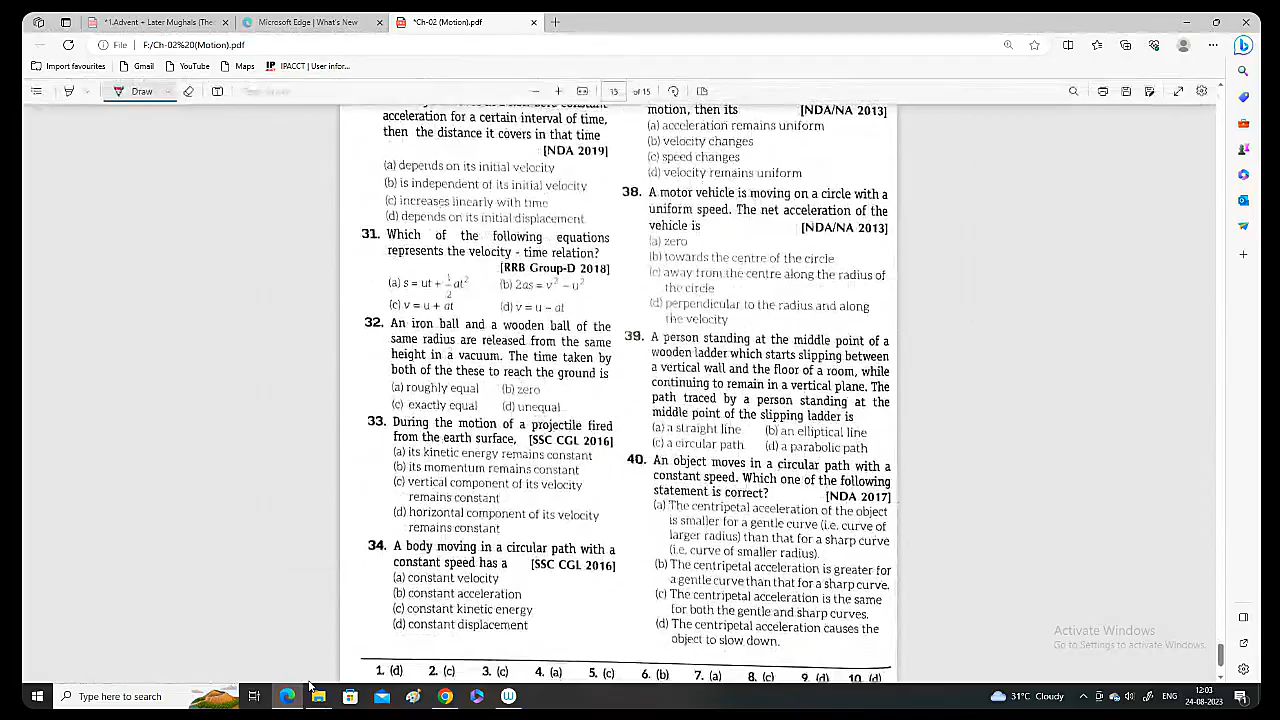 *1.Advent + Later Mughals (The
Microsoft Edge | What's New
*Ch-02 (Motion).pdf
File
F:/Ch-02%20(Motion).pdf
Import favourites
Gmail
YouTube
Maps
IPACCT | User infor...
Draw
15 of 15
acceleration for a certain interval of time,
then the distance it covers in that time
[NDA 2019]
(a) depends on its initial velocity
(b) is independent of its initial velocity
(c) increases linearly with time
(d) depends on its initial displacement
31. Which of the following equations
represents the velocity - time relation?
[RRB Group-D 2018]
(a) s = ut + 1/2 at² (b) 2as = v² − u²
(c) v = u + at (d) v = u − at
32. An iron ball and a wooden ball of the
same radius are released from the same
height in a vacuum. The time taken by
both of the these to reach the ground is
(a) roughly equal (b) zero
(c) exactly equal (d) unequal
33. During the motion of a projectile fired
from the earth surface, [SSC CGL 2016]
(a) its kinetic energy remains constant
(b) its momentum remains constant
(c) vertical component of its velocity
remains constant
(d) horizontal component of its velocity
remains constant
34. A body moving in a circular path with a
constant speed has a [SSC CGL 2016]
(a) constant velocity
(b) constant acceleration
(c) constant kinetic energy
(d) constant displacement
motion, then its [NDA/NA 2013]
(a) acceleration remains uniform
(b) velocity changes
(c) speed changes
(d) velocity remains uniform
38. A motor vehicle is moving on a circle with a
uniform speed. The net acceleration of the
vehicle is [NDA/NA 2013]
(a) zero
(b) towards the centre of the circle
(c) away from the centre along the radius of
the circle
(d) perpendicular to the radius and along
the velocity
39. A person standing at the middle point of a
wooden ladder which starts slipping between
a vertical wall and the floor of a room, while
continuing to remain in a vertical plane. The
path traced by a person standing at the
middle point of the slipping ladder is
(a) a straight line (b) an elliptical line
(c) a circular path (d) a parabolic path
40. An object moves in a circular path with a
constant speed. Which one of the following
statement is correct? [NDA 2017]
(a) The centripetal acceleration of the object
is smaller for a gentle curve (i.e. curve of
larger radius) than that for a sharp curve
(i.e. curve of smaller radius).
(b) The centripetal acceleration is greater for
a gentle curve than that for a sharp curve.
(c) The centripetal acceleration is the same
for both the gentle and sharp curves.
(d) The centripetal acceleration causes the
object to slow down.
1. (d) 2. (c) 3. (c) 4. (a) 5. (c) 6. (b) 7. (a) 8. (c) 9. (d) 10. (d)
Activate Windows
Go to Settings to activate Windows.
Type here to search
31°C Cloudy
ENG
12:03
24-08-2023